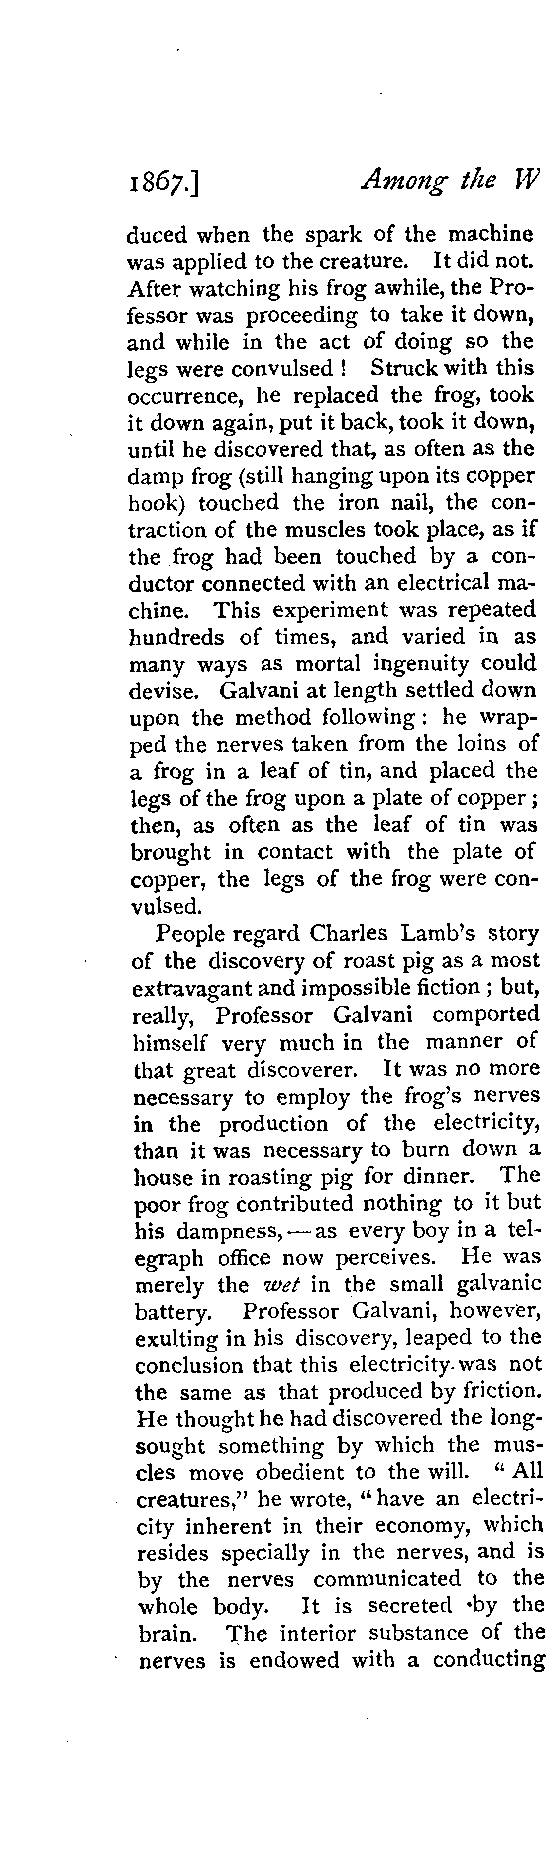 1867.] Among the W
duced when the spark of the machine
was applied to the creature. It did not.
After watching his frog awhile, the Pro-
fessor was proceeding to take it down,
and while in the act of doing so the
legs were convulsed ! Struck with this
occurrence, he replaced the frog, took
it down again, put it back, took it down,
until he discovered that, as often as the
damp frog (still hanging upon its copper
hook) touched the iron nail, the con-
traction of the muscles took place, as if
the frog had been touched by a con-
ductor connected with an electrical ma-
chine. This experiment was repeated
hundreds of times, and varied in as
many ways as mortal ingenuity could
devise. Galvani at length settled down
upon the method following : he wrap-
ped the nerves taken from the loins of
a frog in a leaf of tin, and placed the
legs of the frog upon a plate of copper ;
then, as often as the leaf of tin was
brought in contact with the plate of
copper, the legs of the frog were con-
vulsed.
People regard Charles Lamb's story
of the discovery of roast pig as a most
extravagant and impossible fiction ; but,
really, Professor Galvani comported
himself very much in the manner of
that great discoverer. It was no more
necessary to employ the frog's nerves
in the production of the electricity,
than it was necessary to burn down a
house in roasting pig for dinner. The
poor frog contributed nothing to it but
his dampness, — as every boy in a tel-
egraph office now perceives. He was
merely the wet in the small galvanic
battery. Professor Galvani, however,
exulting in his discovery, leaped to the
conclusion that this electricity was not
the same as that produced by friction.
He thought he had discovered the long-
sought something by which the mus-
cles move obedient to the will. "All
creatures," he wrote, "have an electri-
city inherent in their economy, which
resides specially in the nerves, and is
by the nerves communicated to the
whole body. It is secreted by the
brain. The interior substance of the
nerves is endowed with a conducting